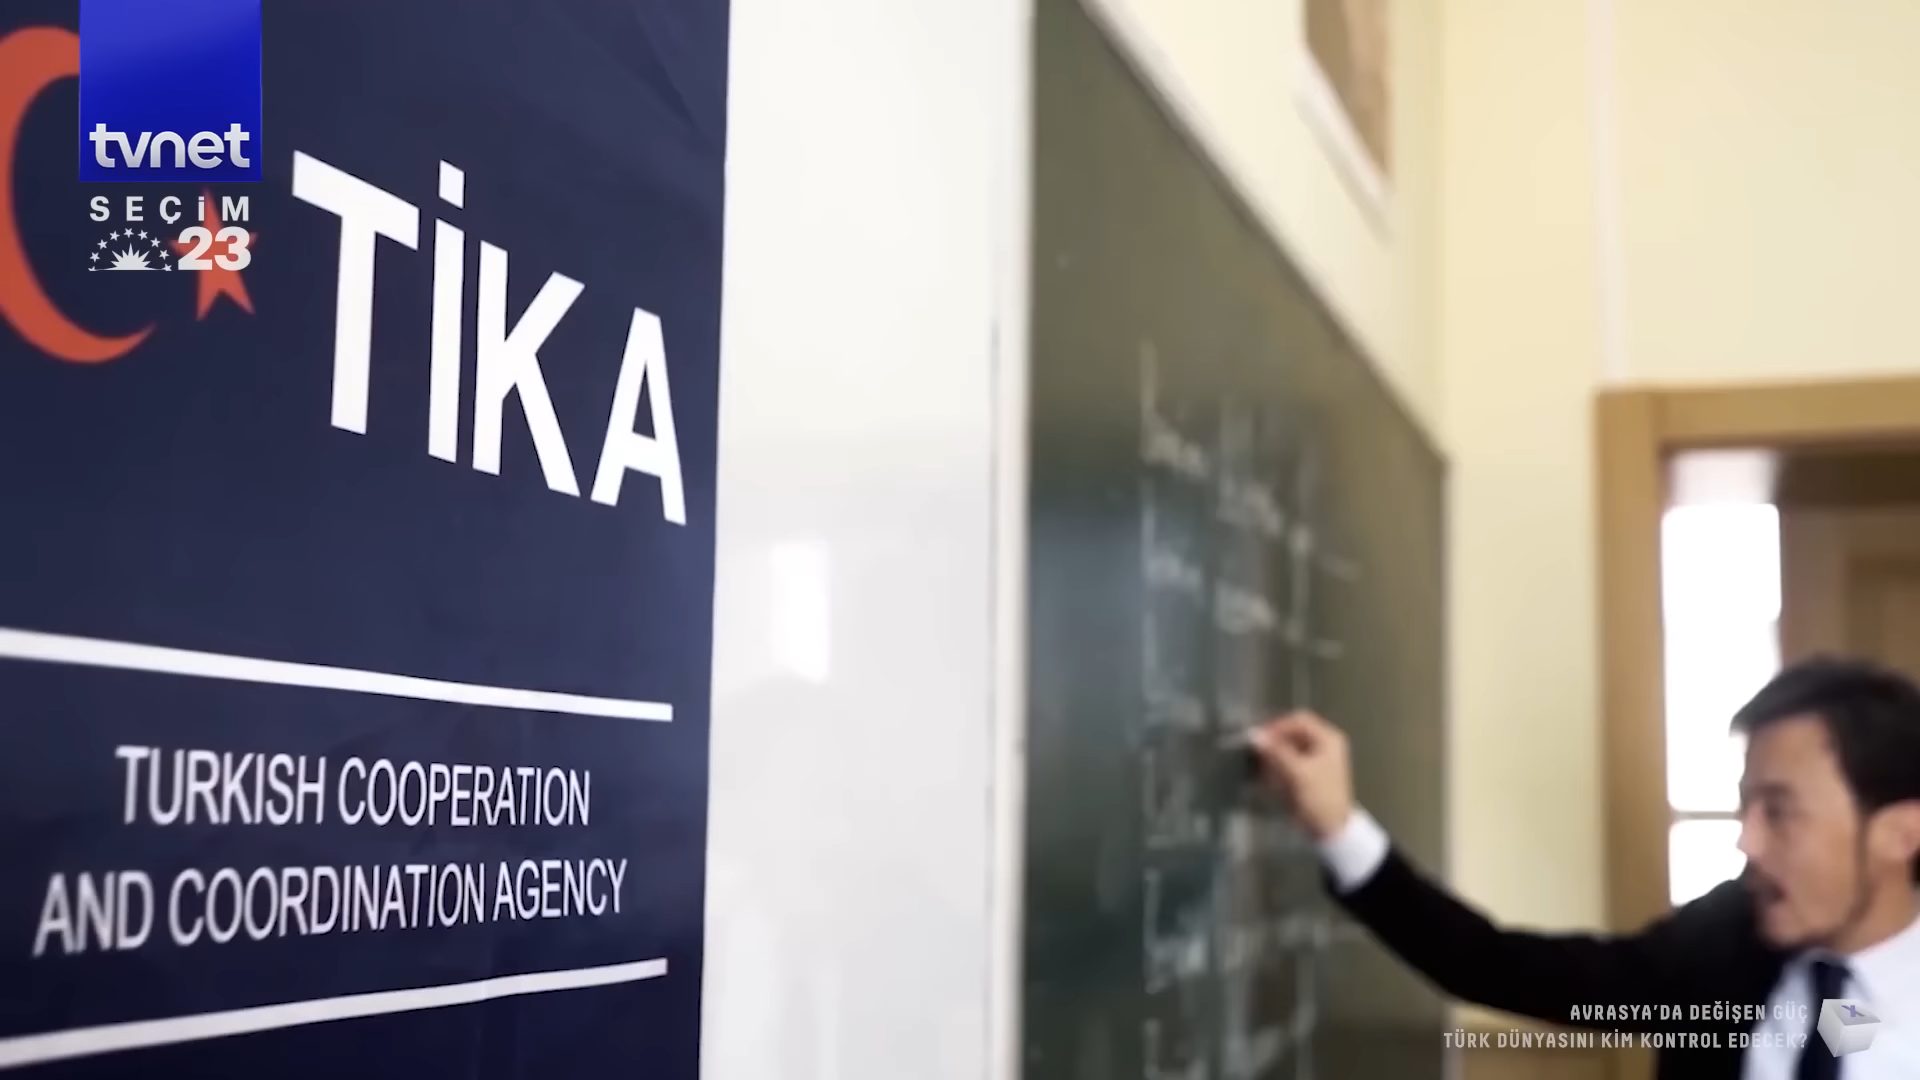 tvnet
SEÇİM
23
TİKA
TURKISH COOPERATION
AND COORDINATION AGENCY
AVRASYA'DA DEĞİŞEN GÜÇ
TÜRK DÜNYASINI KİM KONTROL EDECEK?